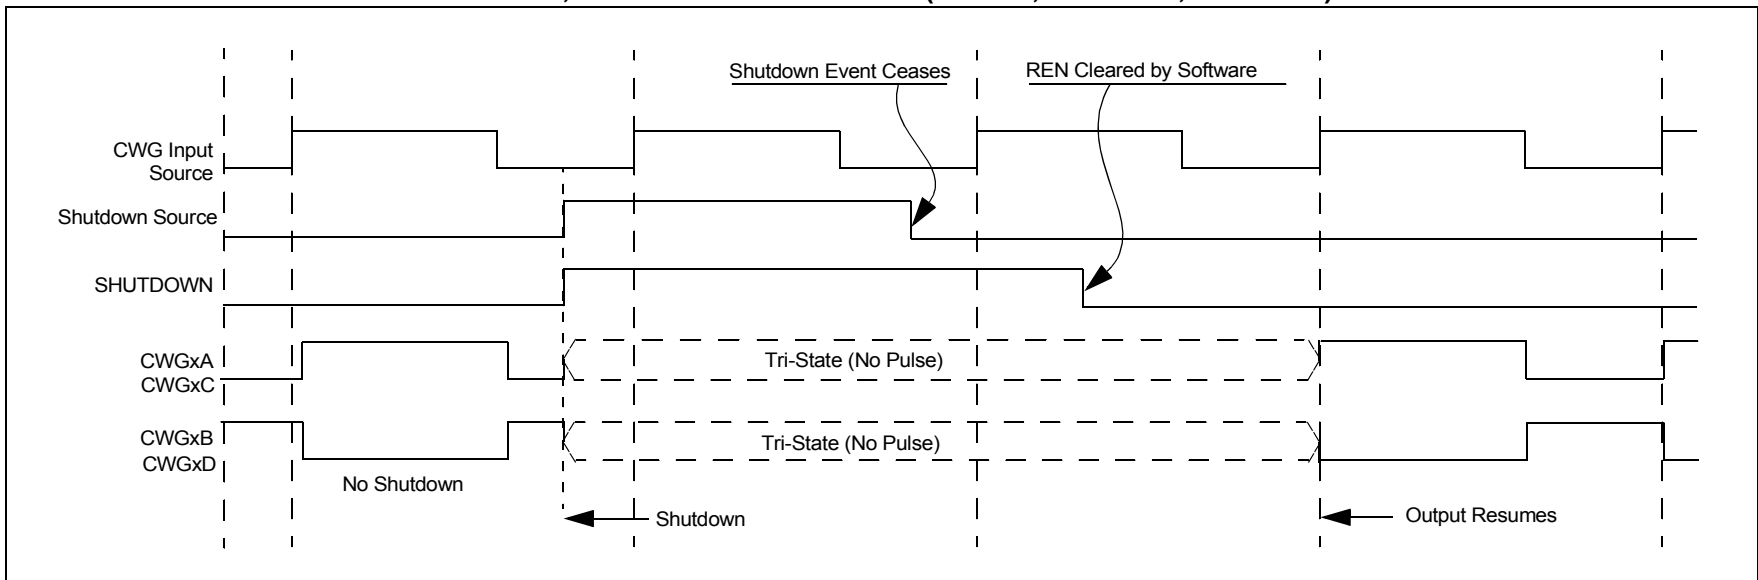 Shutdown Event Ceases
REN Cleared by Software
CWG Input
Source
Shutdown Source
SHUTDOWN
CWGxA
CWGxC
Tri-State (No Pulse)
CWGxB
CWGxD
Tri-State (No Pulse)
No Shutdown
Shutdown
Output Resumes